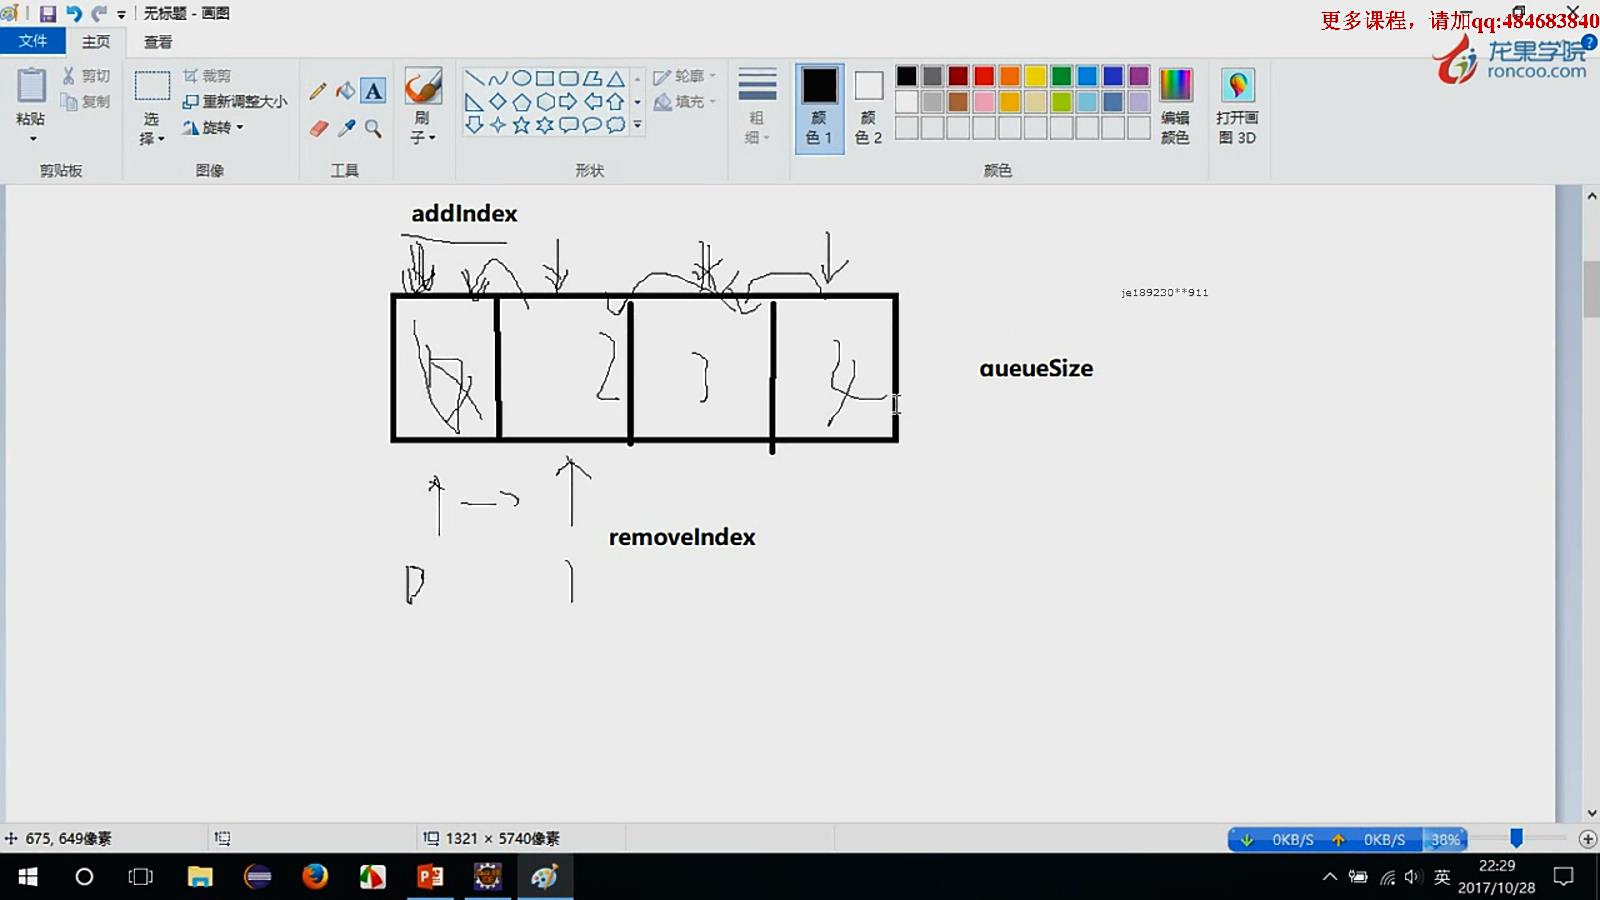 无标题 - 画图
更多课程，请加qq:484683840
文件 主页 查看
龙果学院
roncoo.com
粘贴
剪切
复制
选择
裁剪
重新调整大小
旋转
A
刷子
轮廓
填充
粗细
颜色 1
颜色 2
编辑颜色
打开画图 3D
剪贴板 图像 工具 形状 颜色
addIndex
je189230**911
2 3 4
queueSize
removeIndex
1
675, 649像素
1321 × 5740像素
0KB/S 0KB/S 38%
英
22:29
2017/10/28